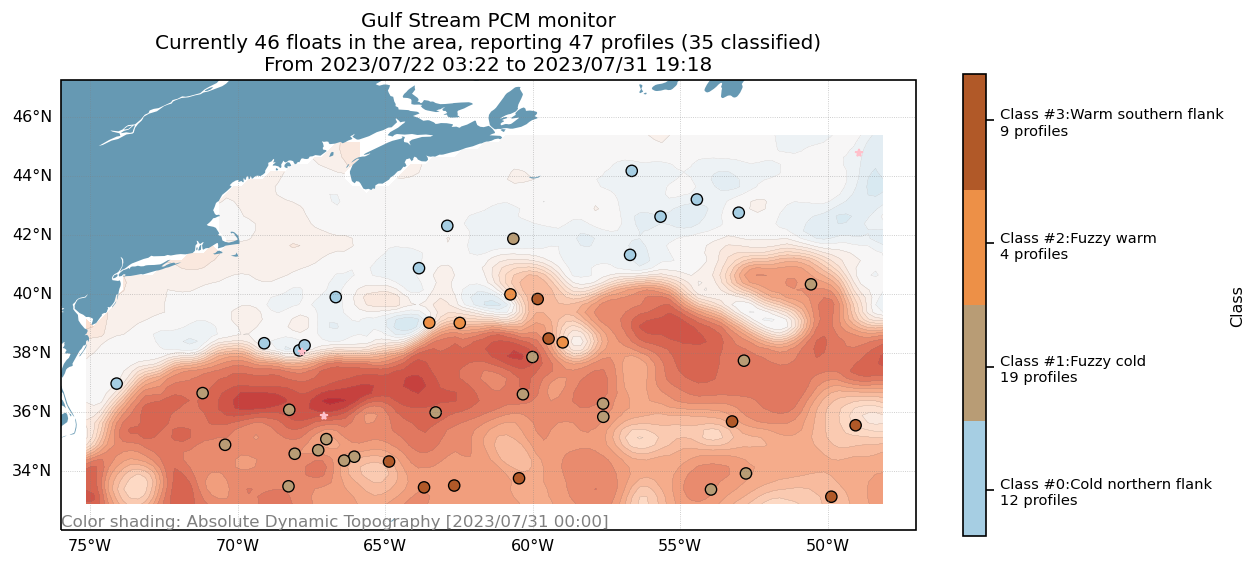 Gulf Stream PCM monitor
Currently 46 floats in the area, reporting 47 profiles (35 classified)
From 2023/07/22 03:22 to 2023/07/31 19:18
46°N
44°N
42°N
40°N
38°N
36°N
34°N
Color shading: Absolute Dynamic Topography [2023/07/31 00:00]
75°W
70°W
65°W
60°W
55°W
50°W
Class #3:Warm southern flank
9 profiles
Class #2:Fuzzy warm
4 profiles
Class #1:Fuzzy cold
19 profiles
Class #0:Cold northern flank
12 profiles
Class